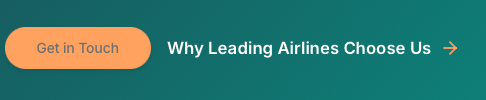 Get in Touch
Why Leading Airlines Choose Us →